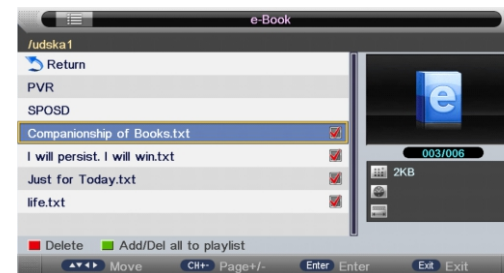 e-Book
/udska1
Return
PVR
SPOSD
Companionship of Books.txt
I will persist. I will win.txt
Just for Today.txt
life.txt
e
003/006
2KB
Delete Add/Del all to playlist
▲▼◄► Move CH+- Page+/- Enter Enter Exit Exit